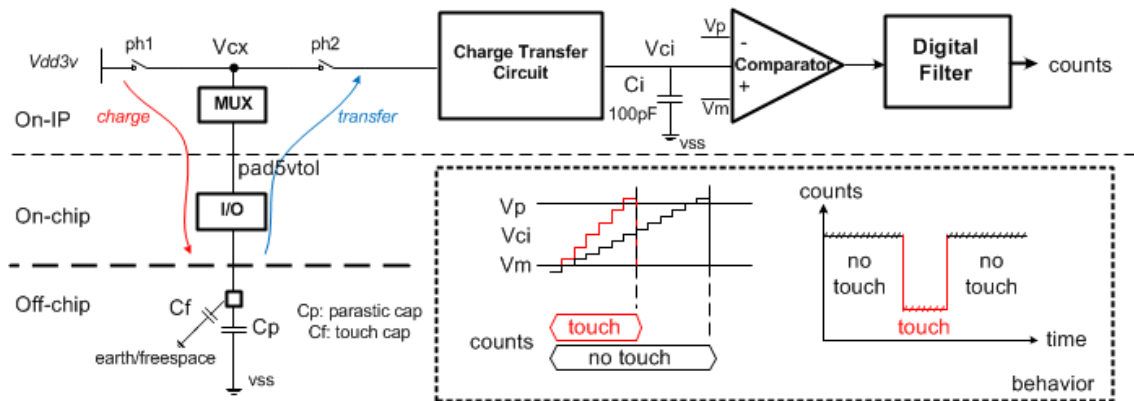 Vdd3v
ph1
Vcx
ph2
Charge Transfer
Circuit
Vci
Ci
100pF
vss
Vp
-
Comparator
+
Vm
Digital
Filter
counts
MUX
charge
transfer
On-IP
pad5vtol
On-chip
I/O
Off-chip
Cf
Cp
earth/freespace
vss
Cp: parastic cap
Cf: touch cap
Vp
Vci
Vm
counts
touch
no touch
counts
no
touch
touch
no
touch
time
behavior